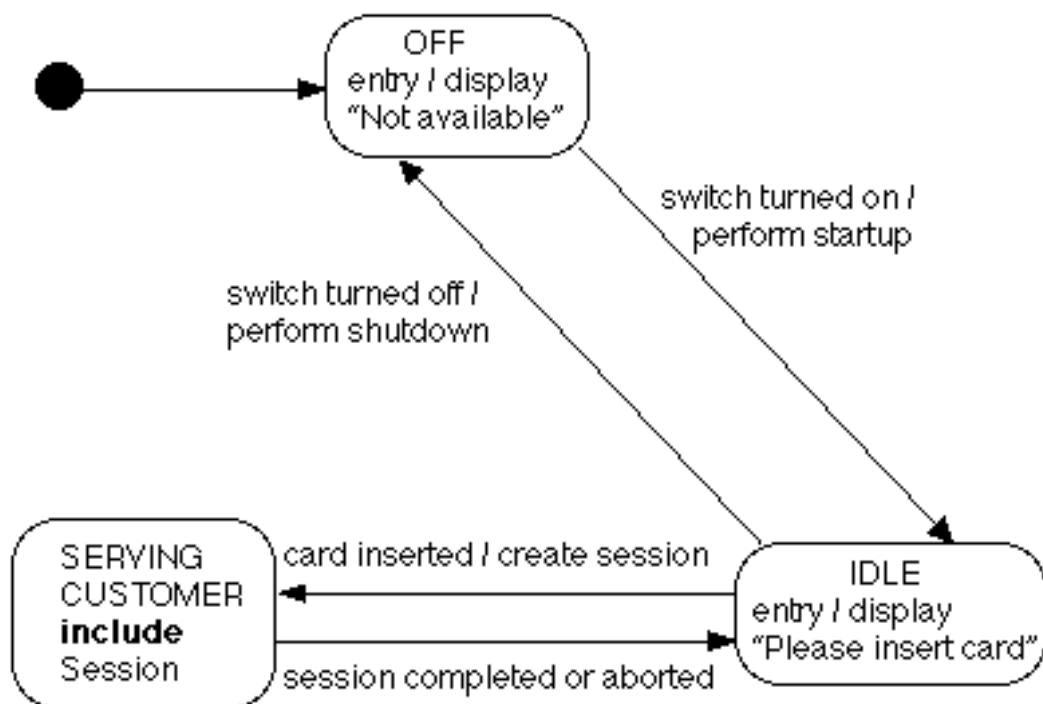 OFF
entry / display
“Not available”
switch turned on /
perform startup
switch turned off /
perform shutdown
SERVING
CUSTOMER
include
Session
card inserted / create session
session completed or aborted
IDLE
entry / display
“Please insert card”